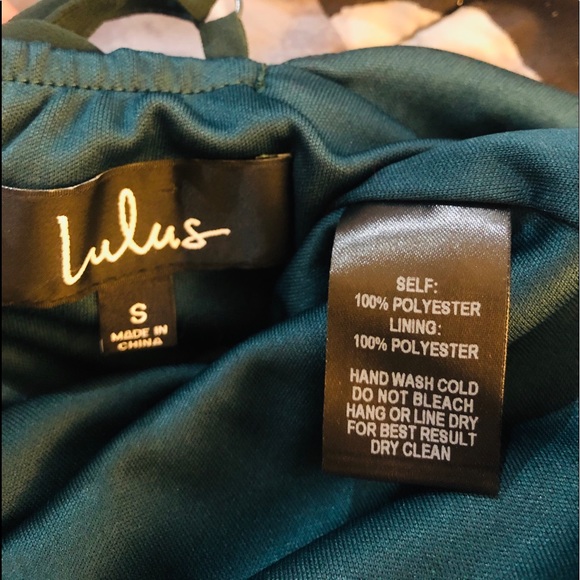 Lulus
S
MADE IN
CHINA
SELF:
100% POLYESTER
LINING:
100% POLYESTER
HAND WASH COLD
DO NOT BLEACH
HANG OR LINE DRY
FOR BEST RESULT
DRY CLEAN